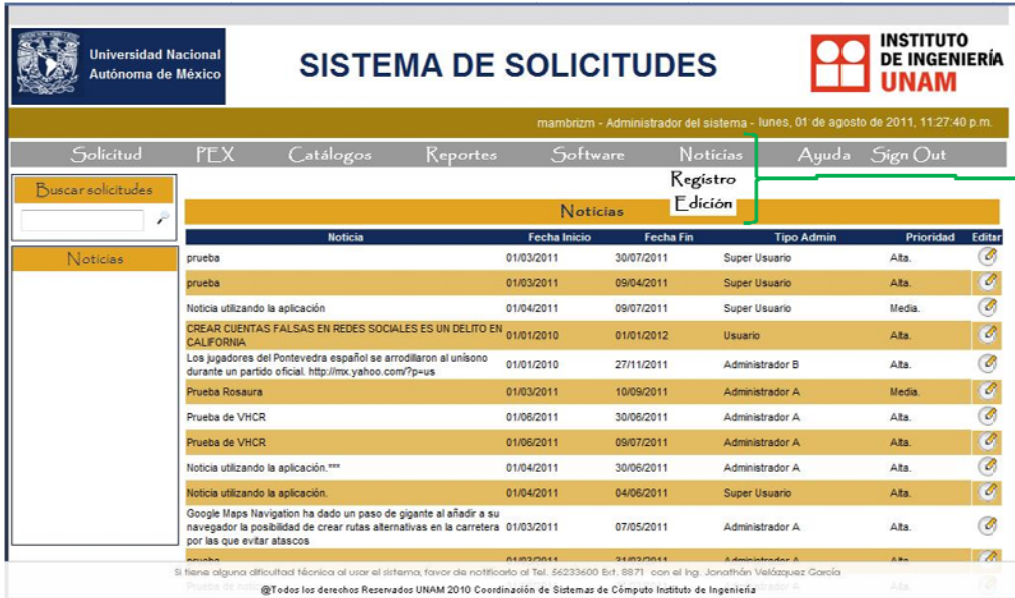 Universidad Nacional
Autónoma de México
SISTEMA DE SOLICITUDES
INSTITUTO
DE INGENIERÍA
UNAM
mambrizm - Administrador del sistema - lunes, 01 de agosto de 2011, 11:27:40 p.m.
Solicitud PEX Catálogos Reportes Software Noticias Ayuda Sign Out
Registro
Edición
Buscar solicitudes
Noticias
Noticias
Noticia Fecha Inicio Fecha Fin Tipo Admin Prioridad Editar
prueba 01/03/2011 30/07/2011 Super Usuario Alta.
prueba 01/03/2011 09/04/2011 Super Usuario Alta.
Noticia utilizando la aplicación 01/04/2011 09/07/2011 Super Usuario Media.
CREAR CUENTAS FALSAS EN REDES SOCIALES ES UN DELITO EN
CALIFORNIA 01/01/2010 01/01/2012 Usuario Alta.
Los jugadores del Pontevedra español se arrodillaron al unísono
durante un partido oficial. http://mx.yahoo.com/?p=us 01/01/2010 27/11/2011 Administrador B Alta.
Prueba Rosaura 01/03/2011 10/09/2011 Administrador A Media.
Prueba de VHCR 01/06/2011 30/06/2011 Administrador A Alta.
Prueba de VHCR 01/06/2011 09/07/2011 Administrador A Alta.
Noticia utilizando la aplicación.*** 01/04/2011 30/06/2011 Administrador A Alta.
Noticia utilizando la aplicación. 01/04/2011 04/06/2011 Super Usuario Alta.
Google Maps Navigation ha dado un paso de gigante al añadir a su
navegador la posibilidad de crear rutas alternativas en la carretera 01/03/2011 07/05/2011 Administrador A Alta.
por las que evitar atascos
prueba 01/03/2011 31/03/2011 Administrador A Alta.
Si tiene alguna dificultad técnica al usar el sistema, favor de notificarlo al Tel. 56233600 Ext. 8871 con el Ing. Jonathán Velázquez García
@Todos los derechos Reservados UNAM 2010 Coordinación de Sistemas de Cómputo Instituto de Ingeniería